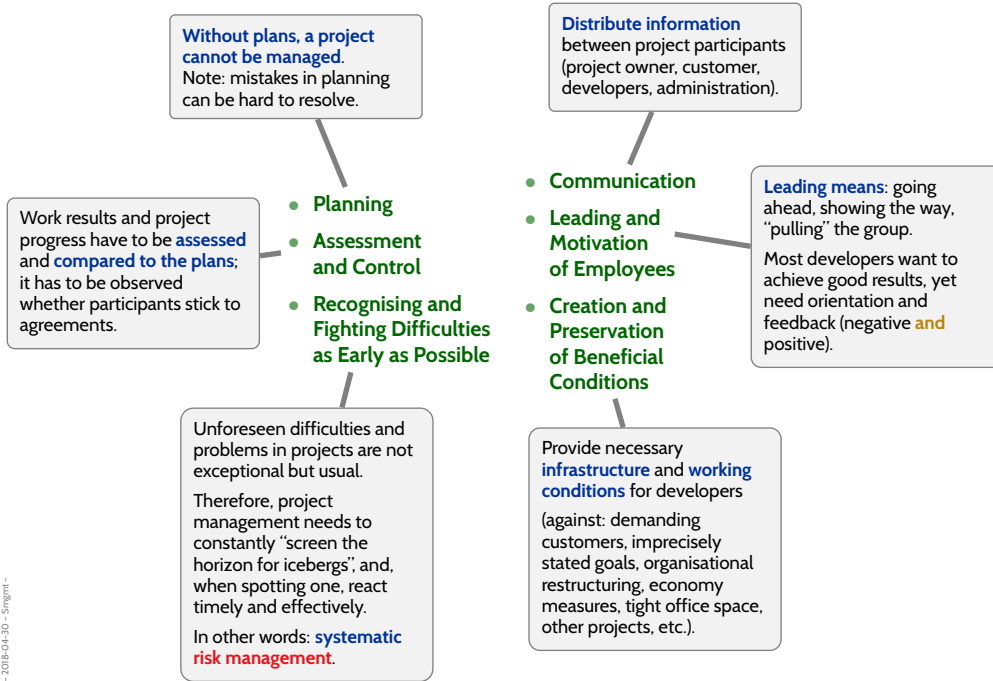 Without plans, a project
cannot be managed.
Note: mistakes in planning
can be hard to resolve.
Distribute information
between project participants
(project owner, customer,
developers, administration).
Work results and project
progress have to be assessed
and compared to the plans;
it has to be observed
whether participants stick to
agreements.
• Planning
• Assessment
and Control
• Recognising and
Fighting Difficulties
as Early as Possible
• Communication
• Leading and
Motivation
of Employees
• Creation and
Preservation
of Beneficial
Conditions
Leading means: going
ahead, showing the way,
“pulling” the group.
Most developers want to
achieve good results, yet
need orientation and
feedback (negative and
positive).
Unforeseen difficulties and
problems in projects are not
exceptional but usual.
Therefore, project
management needs to
constantly “screen the
horizon for icebergs”, and,
when spotting one, react
timely and effectively.
In other words: systematic
risk management.
Provide necessary
infrastructure and working
conditions for developers
(against: demanding
customers, imprecisely
stated goals, organisational
restructuring, economy
measures, tight office space,
other projects, etc.).
– 2018-04-30 – Smgmt –